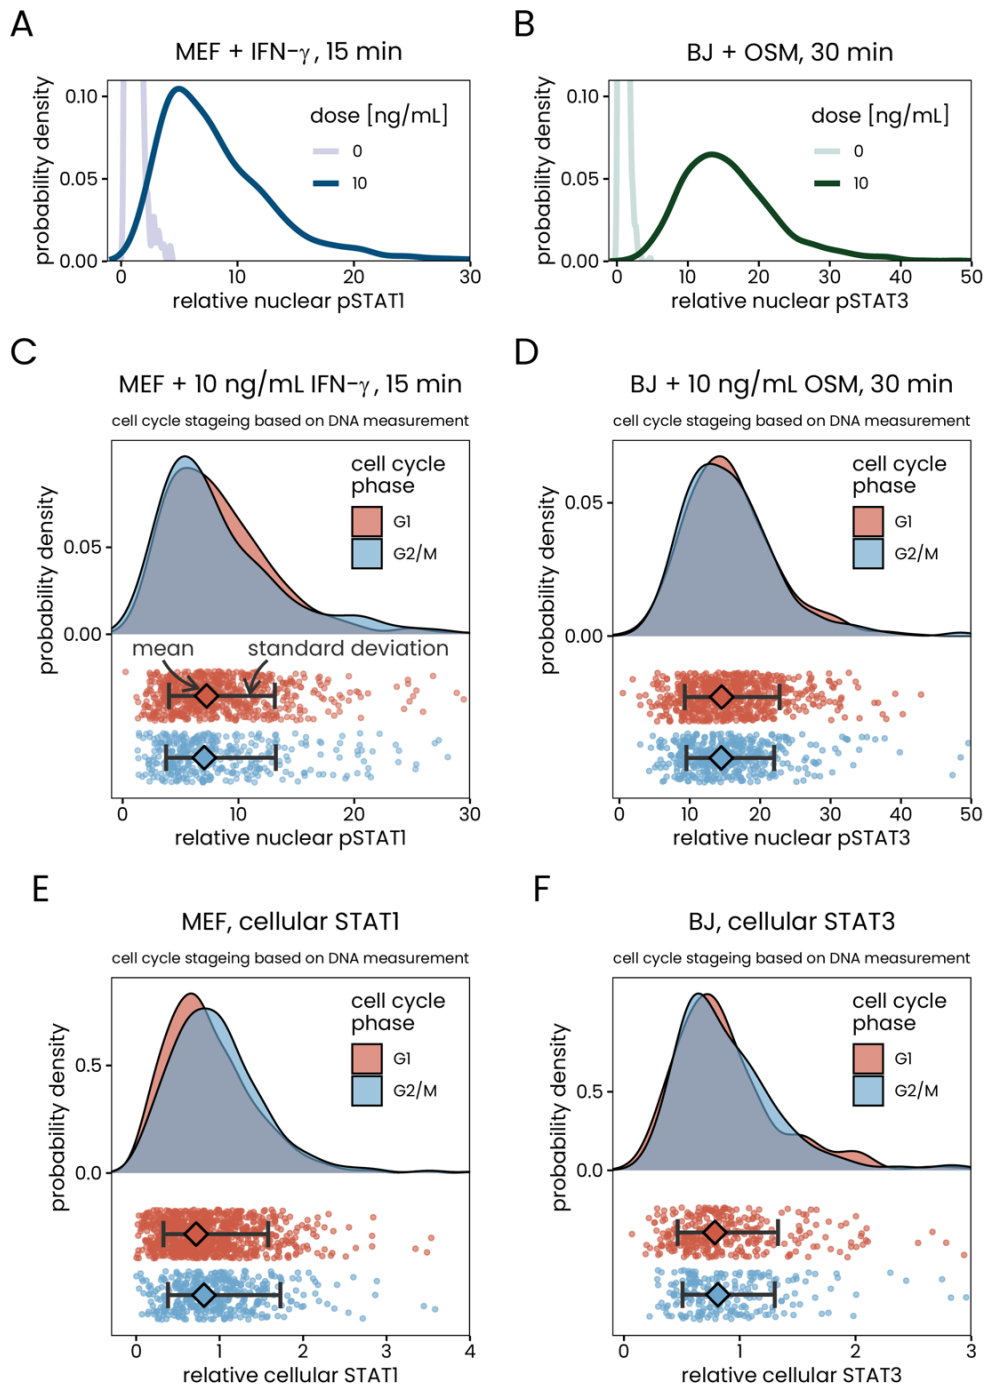 A
MEF + IFN-γ, 15 min
probability density
0.10
0.05
0.00
dose [ng/mL]
0
10
0
10
20
30
relative nuclear pSTAT1
B
BJ + OSM, 30 min
probability density
0.10
0.05
0.00
dose [ng/mL]
0
10
0
10
20
30
40
50
relative nuclear pSTAT3
C
MEF + 10 ng/mL IFN-γ, 15 min
cell cycle stageing based on DNA measurement
probability density
0.05
0.00
cell cycle
phase
G1
G2/M
mean
standard deviation
0
10
20
30
relative nuclear pSTAT1
D
BJ + 10 ng/mL OSM, 30 min
cell cycle stageing based on DNA measurement
probability density
0.05
0.00
cell cycle
phase
G1
G2/M
0
10
20
30
40
50
relative nuclear pSTAT3
E
MEF, cellular STAT1
cell cycle stageing based on DNA measurement
probability density
0.5
0.0
cell cycle
phase
G1
G2/M
0
1
2
3
4
relative cellular STAT1
F
BJ, cellular STAT3
cell cycle stageing based on DNA measurement
probability density
0.5
0.0
cell cycle
phase
G1
G2/M
0
1
2
3
relative cellular STAT3